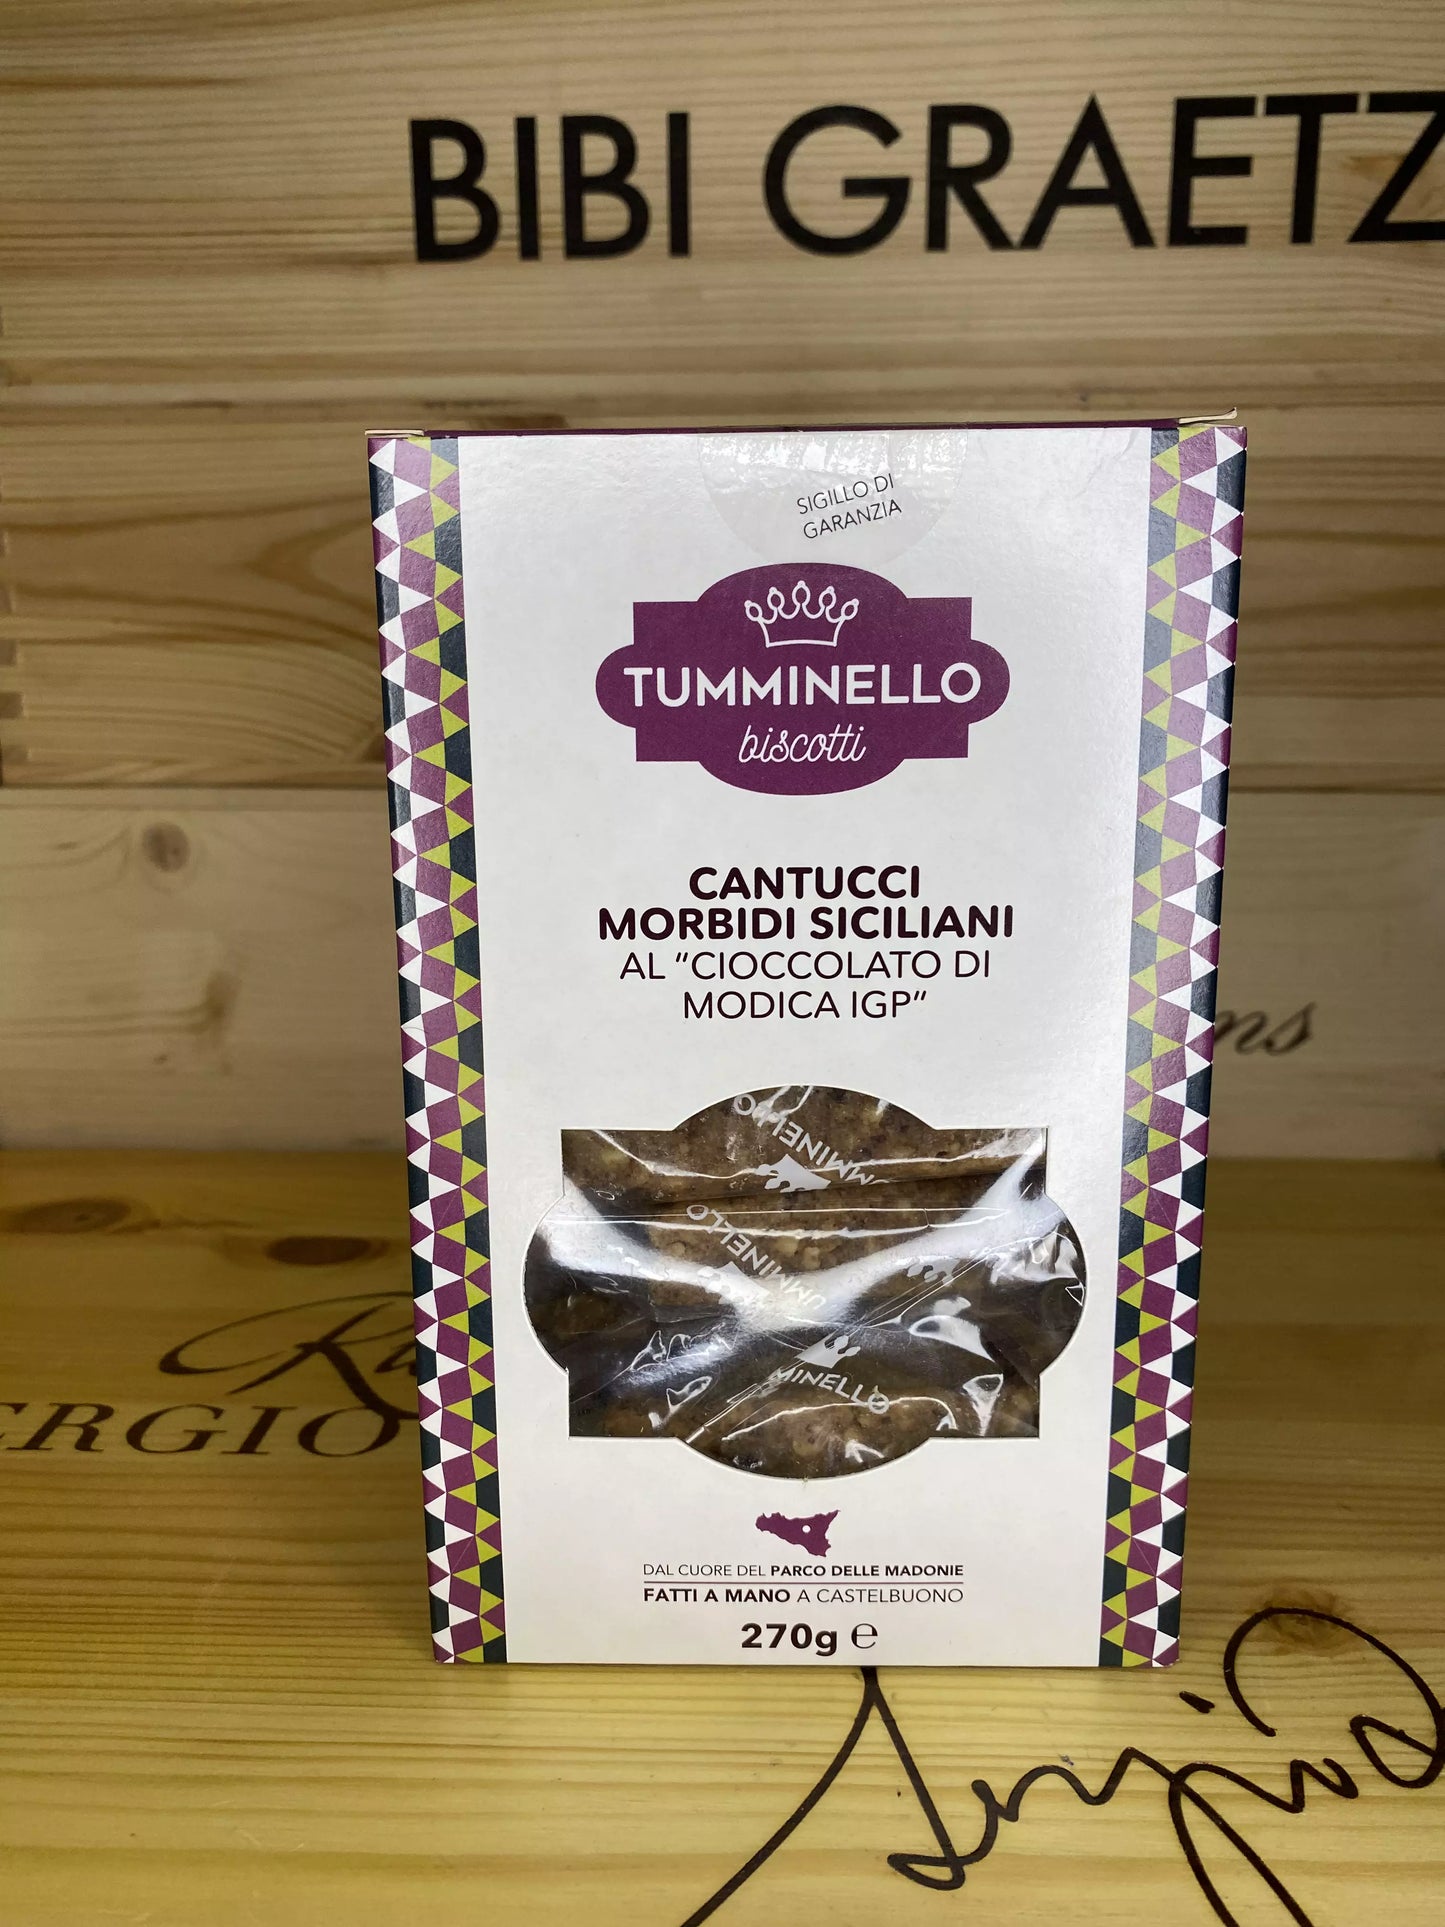 BIBI GRAETZ
SIGILLO DI
GARANZIA
TUMMINELLO
biscotti
CANTUCCI
MORBIDI SICILIANI
AL "CIOCCOLATO DI
MODICA IGP"
TUMMINELLO
MINELLO
DAL CUORE DEL PARCO DELLE MADONIE
FATTI A MANO A CASTELBUONO
270g ℮